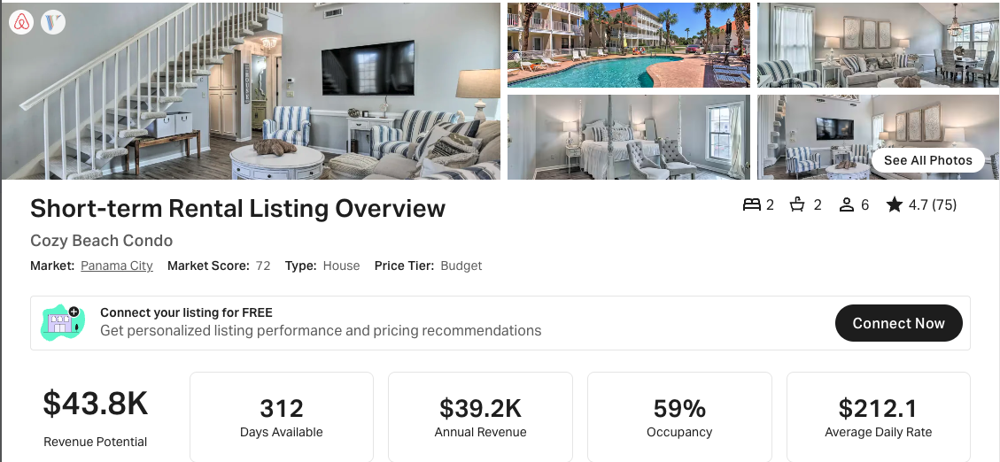 See All Photos
Short-term Rental Listing Overview
2 2 6 4.7 (75)
Cozy Beach Condo
Market: Panama City Market Score: 72 Type: House Price Tier: Budget
Connect your listing for FREE
Get personalized listing performance and pricing recommendations
Connect Now
$43.8K
Revenue Potential
312
Days Available
$39.2K
Annual Revenue
59%
Occupancy
$212.1
Average Daily Rate